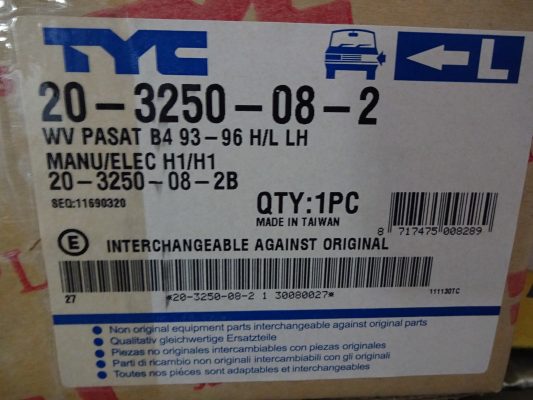 TYC
L
20-3250-08-2
WV PASAT B4 93-96 H/L LH
MANU/ELEC H1/H1
20-3250-08-2B
SEQ:11690320
QTY:1PC
MADE IN TAIWAN
8 717475 008289
E INTERCHANGEABLE AGAINST ORIGINAL
27 *20-3250-08-2 1 30080027* 111130TC
• Non original equipment parts interchangeable against original parts
• Qualitativ gleichwertige Ersatzteile
• Piezas no originales intercambiables con piezas originales
• Parti di ricambio non originali intercambiabili con gli originali
• Toutes nos piéces sont adaptables et interchangeables